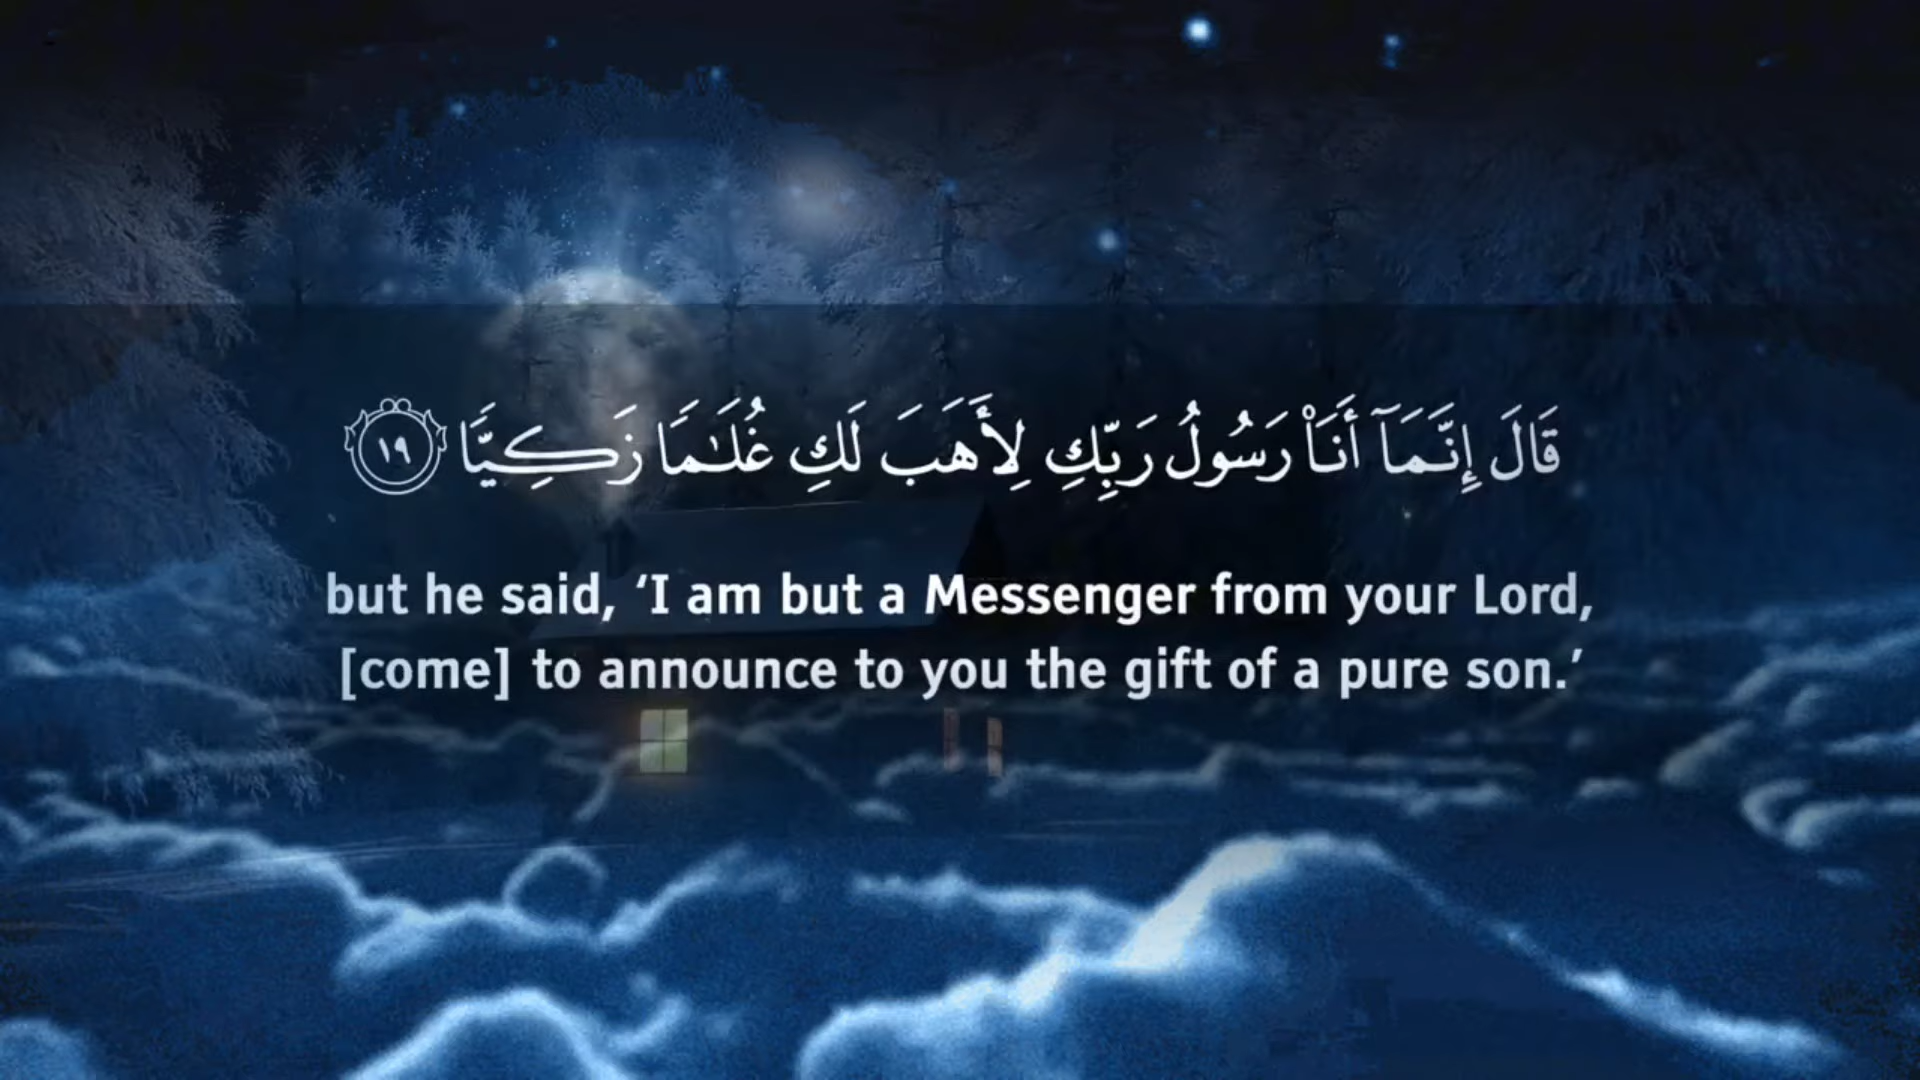 قَالَ إِنَّمَآ أَنَا۠ رَسُولُ رَبِّكِ لِأَهَبَ لَكِ غُلَـٰمًا زَكِيًّا ١٩
but he said, ‘I am but a Messenger from your Lord,
[come] to announce to you the gift of a pure son.’